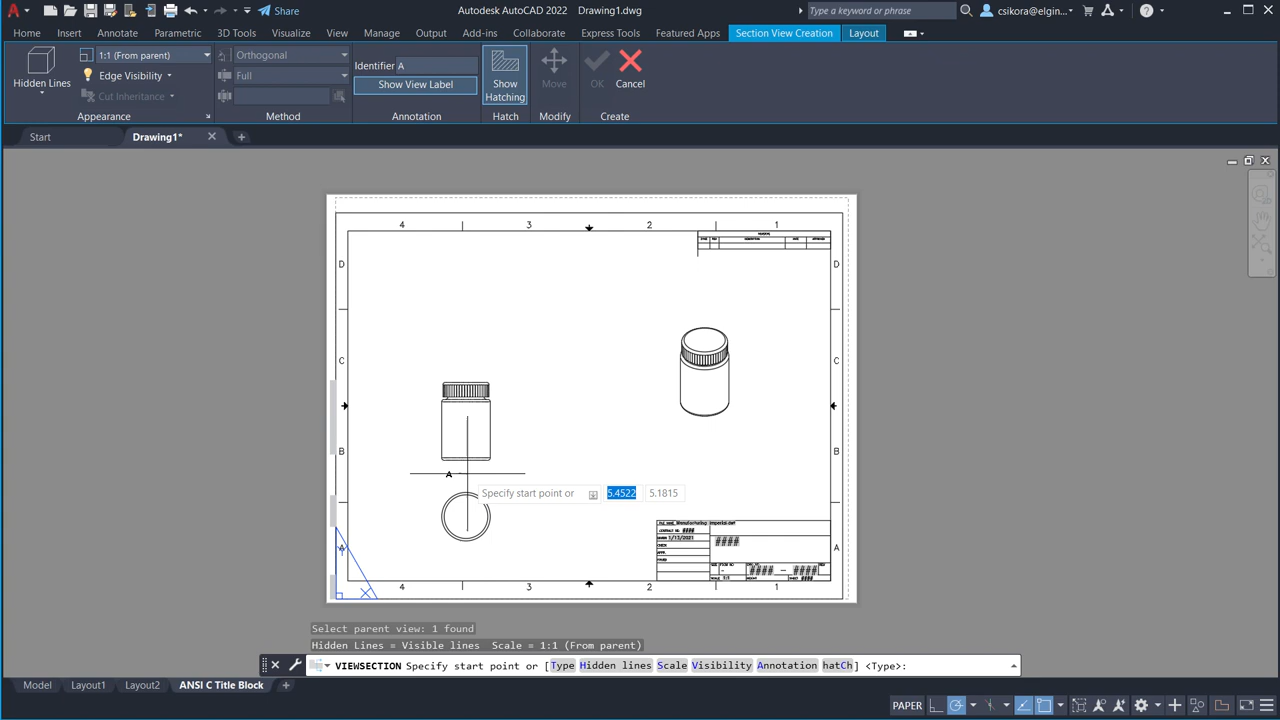 Share
Autodesk AutoCAD 2022 Drawing1.dwg
Type a keyword or phrase
csikora@elgin...
Home Insert Annotate Parametric 3D Tools Visualize View Manage Output Add-ins Collaborate Express Tools Featured Apps Section View Creation Layout
Hidden Lines
1:1 (From parent)
Edge Visibility
Cut Inheritance
Appearance
Orthogonal
Full
Method
Identifier A
Show View Label
Annotation
Show
Hatching
Hatch
Move
Modify
OK
Cancel
Create
Start
Drawing1*
4 3 2 1
D D
C C
B B
A A
A
Specify start point or 5.4522 5.1815
1/13/2021
####
####
#### - ####
4 3 2 1
Select parent view: 1 found
Hidden Lines = Visible lines Scale = 1:1 (From parent)
VIEWSECTION Specify start point or [Type Hidden lines Scale Visibility Annotation hatCh] <Type>:
Model Layout1 Layout2 ANSI C Title Block
PAPER